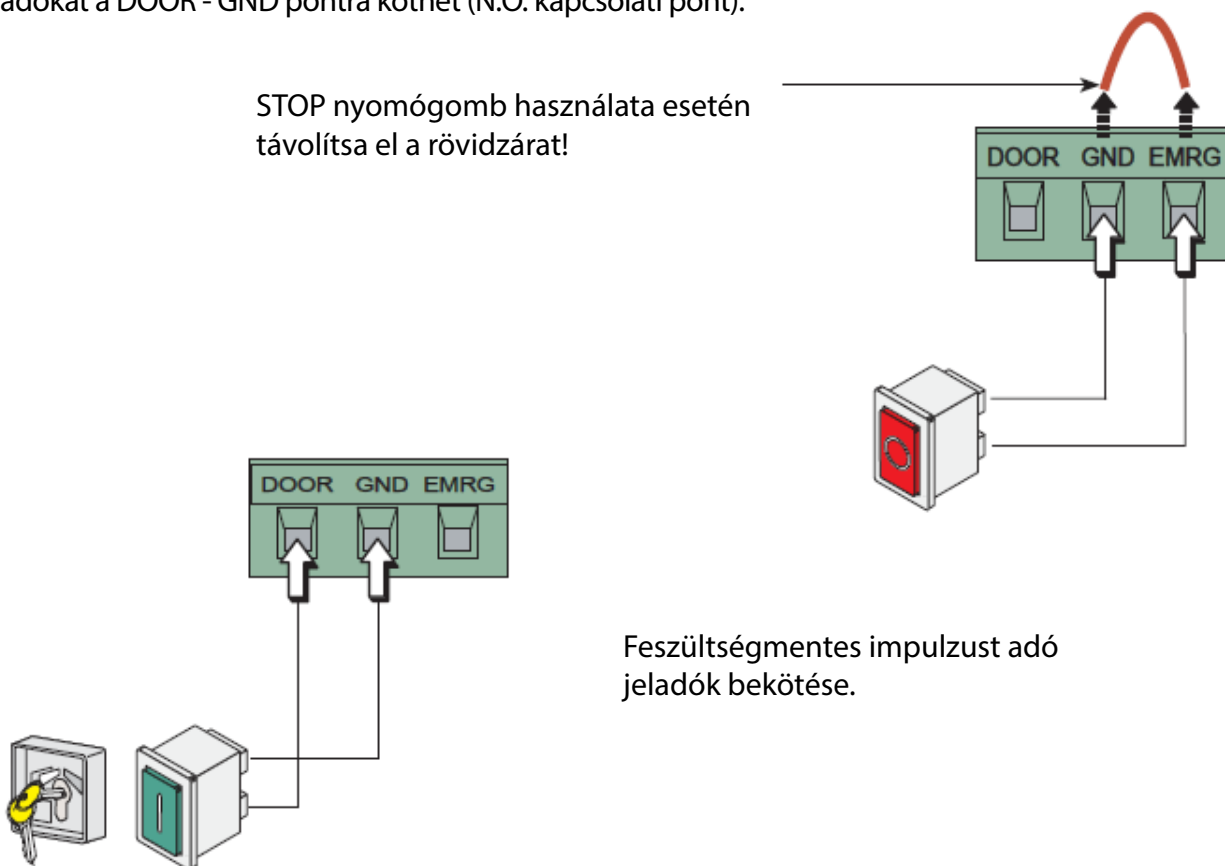 adókat a DOOR - GND pontra köthet (N.O. kapcsolati pont).
STOP nyomógomb használata esetén
távolítsa el a rövidzárat!
DOOR GND EMRG
DOOR GND EMRG
Feszültségmentes impulzust adó
jeladók bekötése.